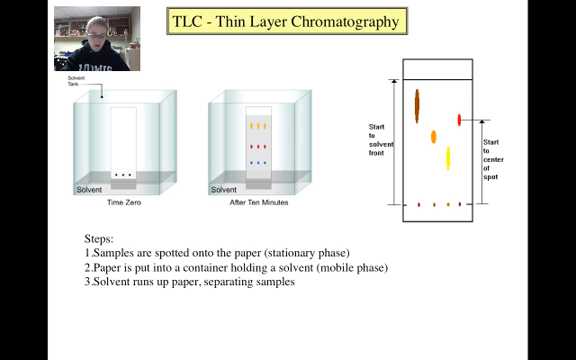 TLC - Thin Layer Chromatography
Solvent
Tank
Solvent
Time Zero
Solvent
After Ten Minutes
Start
to
solvent
front
Start
to
center
of
spot
Steps:
1.Samples are spotted onto the paper (stationary phase)
2.Paper is put into a container holding a solvent (mobile phase)
3.Solvent runs up paper, separating samples